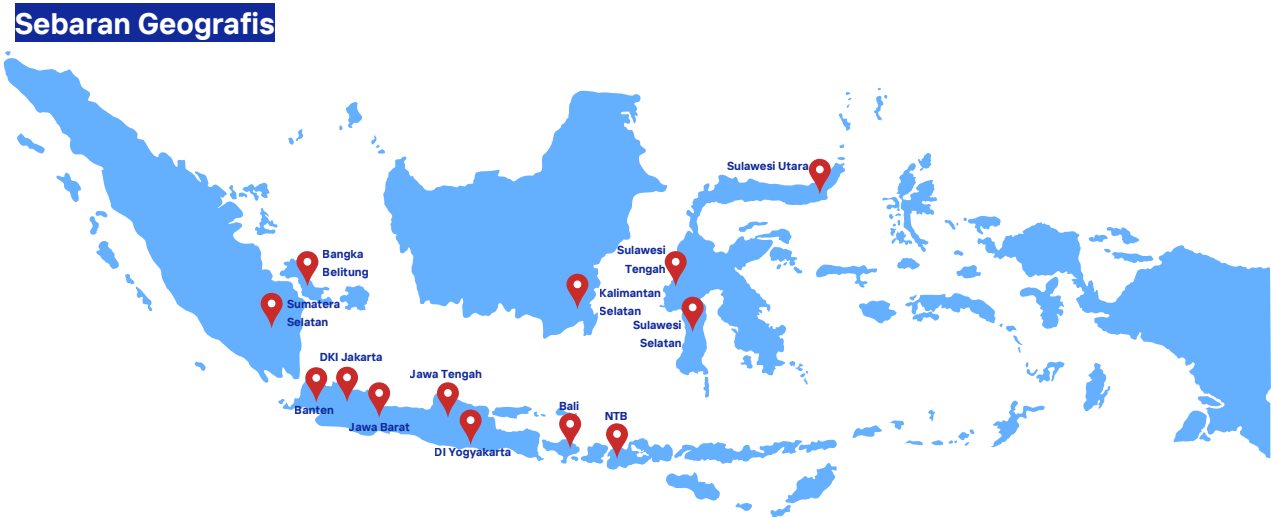 Sebaran Geografis
Sulawesi Utara
Bangka
Belitung
Sulawesi
Tengah
Sumatera
Selatan
Kalimantan
Selatan
Sulawesi
Selatan
DKI Jakarta
Banten
Jawa Barat
Jawa Tengah
DI Yogyakarta
Bali
NTB